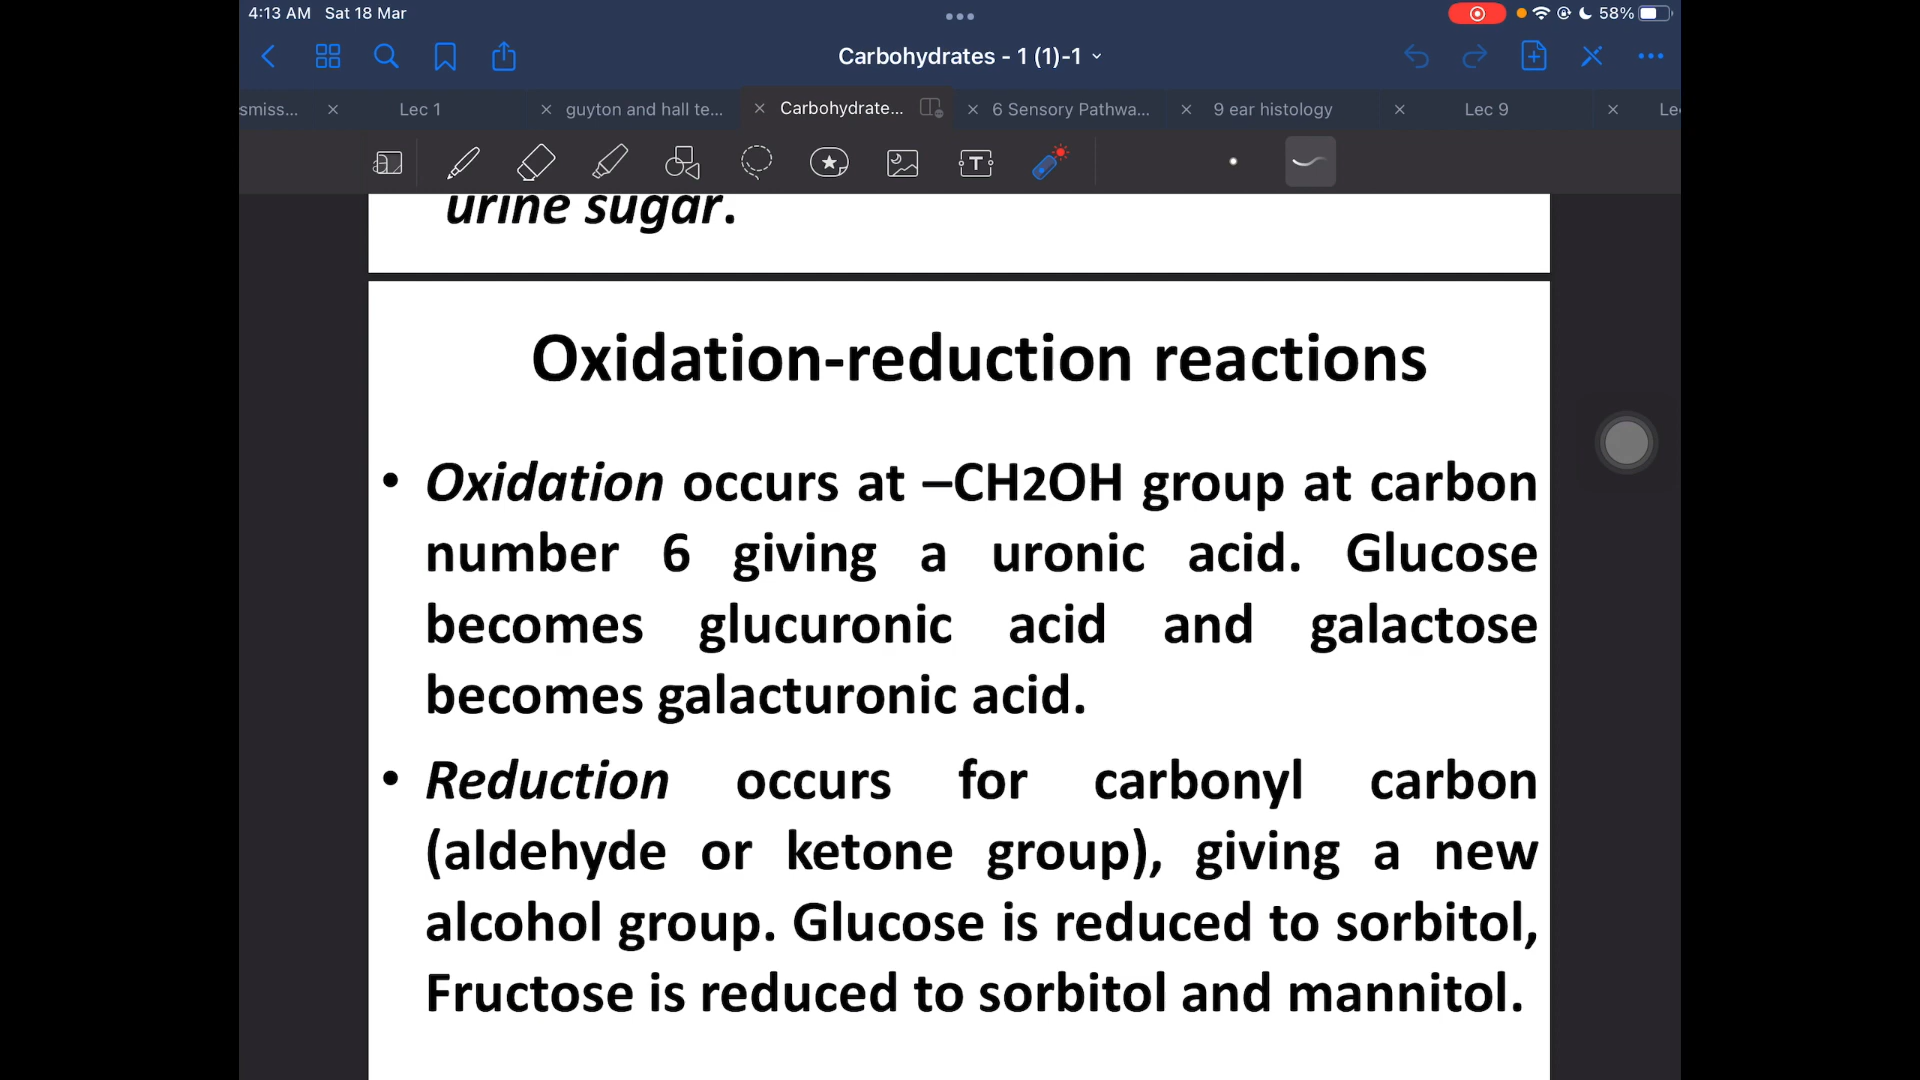 4:13 AM Sat 18 Mar
58%
Carbohydrates - 1 (1)-1
smiss...
Lec 1
guyton and hall te...
Carbohydrate...
6 Sensory Pathwa...
9 ear histology
Lec 9
Le
urine sugar.
Oxidation-reduction reactions
• Oxidation occurs at –CH2OH group at carbon
number 6 giving a uronic acid. Glucose
becomes glucuronic acid and galactose
becomes galacturonic acid.
• Reduction occurs for carbonyl carbon
(aldehyde or ketone group), giving a new
alcohol group. Glucose is reduced to sorbitol,
Fructose is reduced to sorbitol and mannitol.